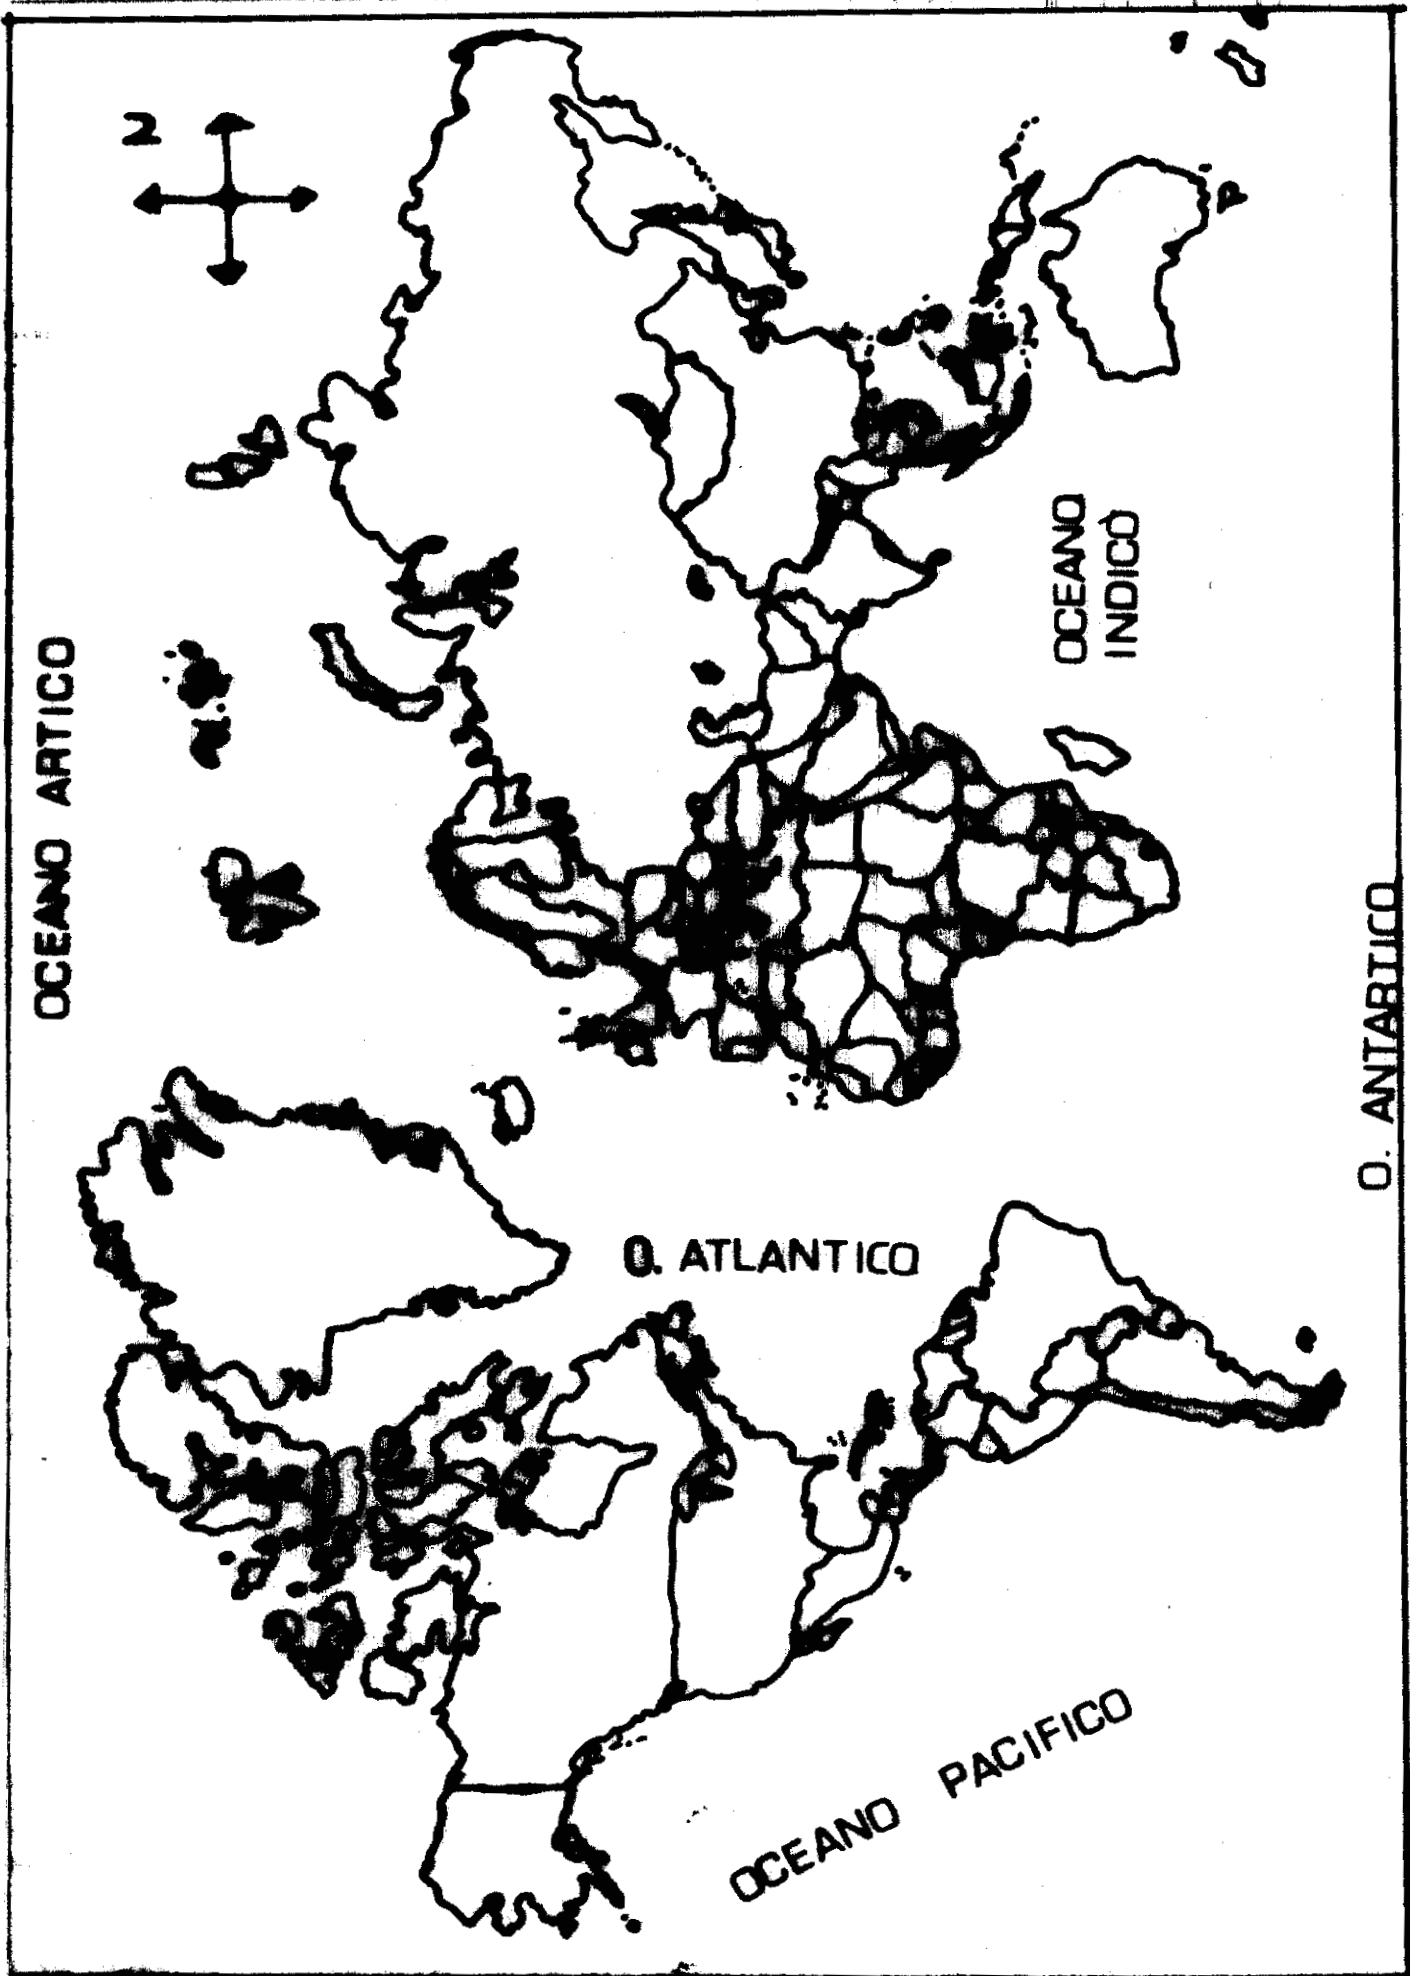 N
OCEANO ARTICO
O. ATLANTICO
OCEANO
INDICO
OCEANO PACIFICO
O. ANTARTICO